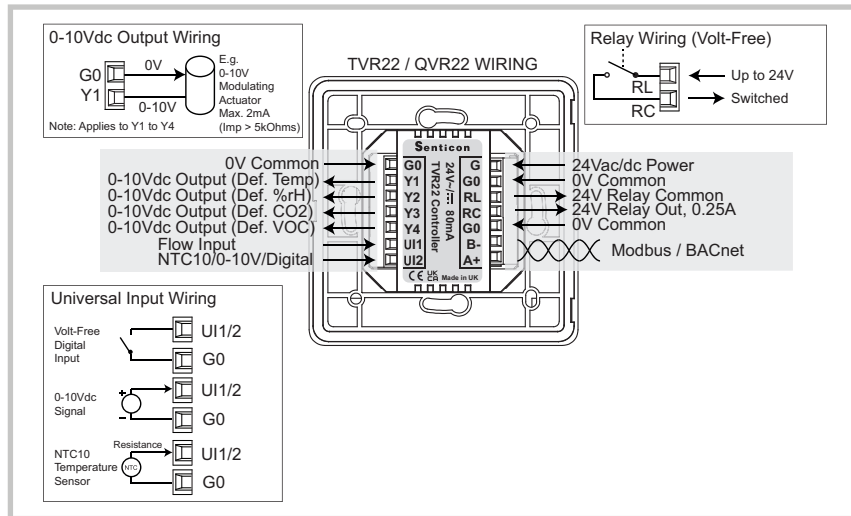 0-10Vdc Output Wiring
G0
0V
Y1
0-10V
E.g.
0-10V
Modulating
Actuator
Max. 2mA
(Imp > 5kOhms)
Note: Applies to Y1 to Y4
TVR22 / QVR22 WIRING
Relay Wiring (Volt-Free)
RL
Up to 24V
RC
Switched
0V Common
0-10Vdc Output (Def. Temp)
0-10Vdc Output (Def. %rH)
0-10Vdc Output (Def. CO2)
0-10Vdc Output (Def. VOC)
Flow Input
NTC10/0-10V/Digital
Senticon
G0
Y1
Y2
Y3
Y4
UI1
UI2
TVR22 Controller
24V~/⎓ 80mA
G
G0
RL
RC
G0
B-
A+
CE UK CA Made in UK
24Vac/dc Power
0V Common
24V Relay Common
24V Relay Out, 0.25A
0V Common
Modbus / BACnet
Universal Input Wiring
Volt-Free
Digital
Input
UI1/2
G0
0-10Vdc
Signal
+
–
UI1/2
G0
NTC10
Temperature
Sensor
Resistance
NTC
UI1/2
G0